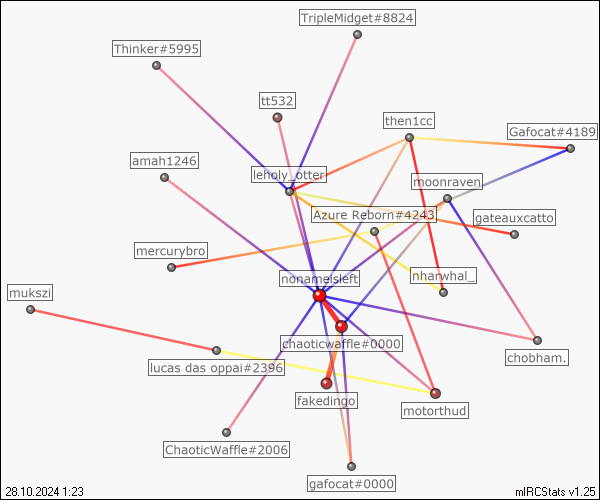 TripleMidget#8824
Thinker#5995
tt532
then1cc
Gafocat#4189
amah1246
leholy_otter
moonraven
Azure Reborn#4243
gateauxcatto
mercurybro
nonameisleft
nharwhal_
mukszi
chaoticwaffle#0000
chobham.
lucas das oppai#2396
fakedingo
motorthud
ChaoticWaffle#2006
gafocat#0000
28.10.2024 1:23
mIRCStats v1.25